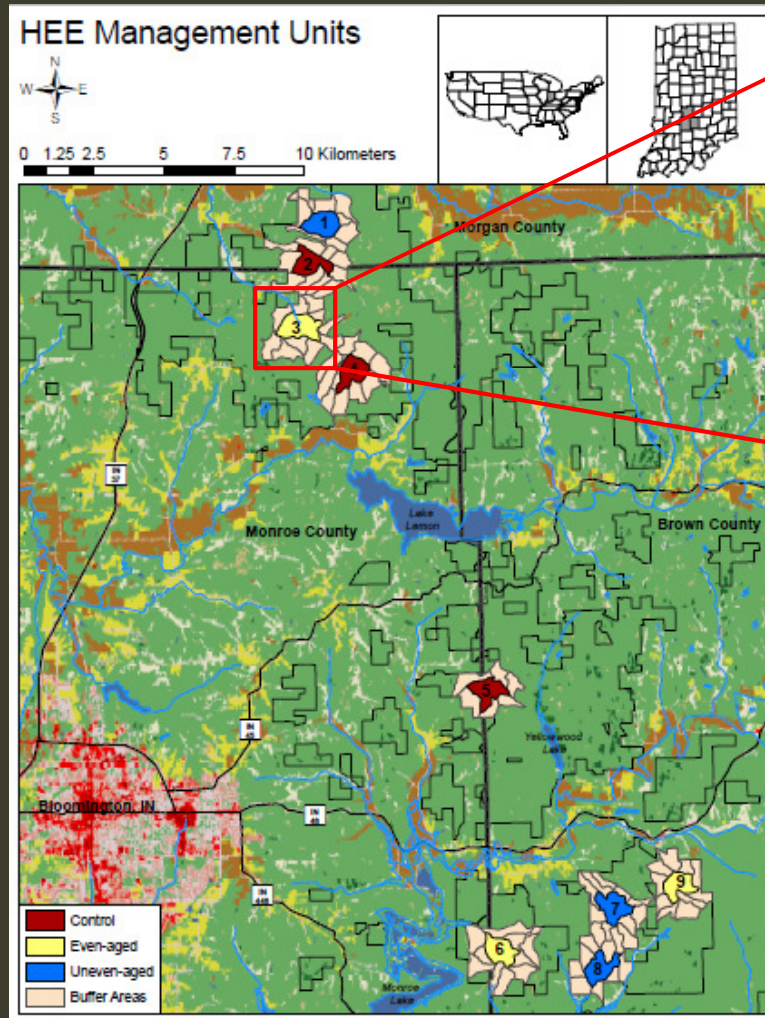 HEE Management Units
N
W E
S
0 1.25 2.5 5 7.5 10 Kilometers
1
Morgan County
2
3
4
IN
37
Lake
Lemon
Monroe County
Brown County
5
IN
45
Yellowwood
Lake
Bloomington, IN
IN
46
9
IN
446
7
6
8
Monroe
Lake
Control
Even-aged
Uneven-aged
Buffer Areas